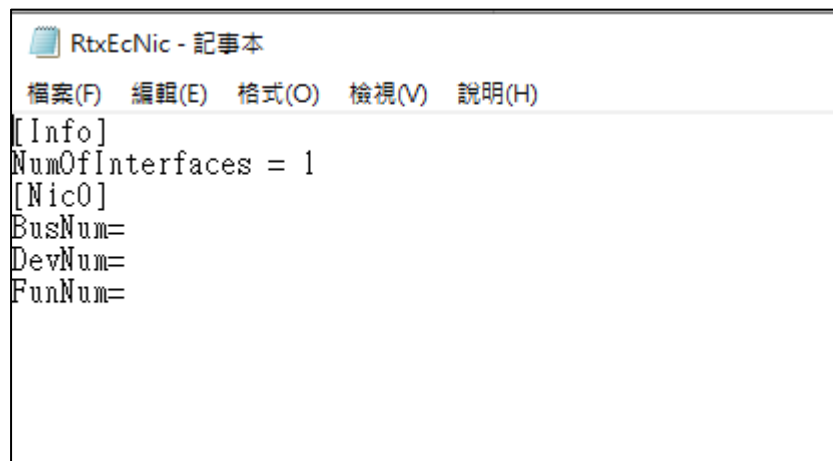 RtxEcNic - 記事本
檔案(F) 編輯(E) 格式(O) 檢視(V) 說明(H)
[Info]
NumOfInterfaces = 1
[Nic0]
BusNum=
DevNum=
FunNum=